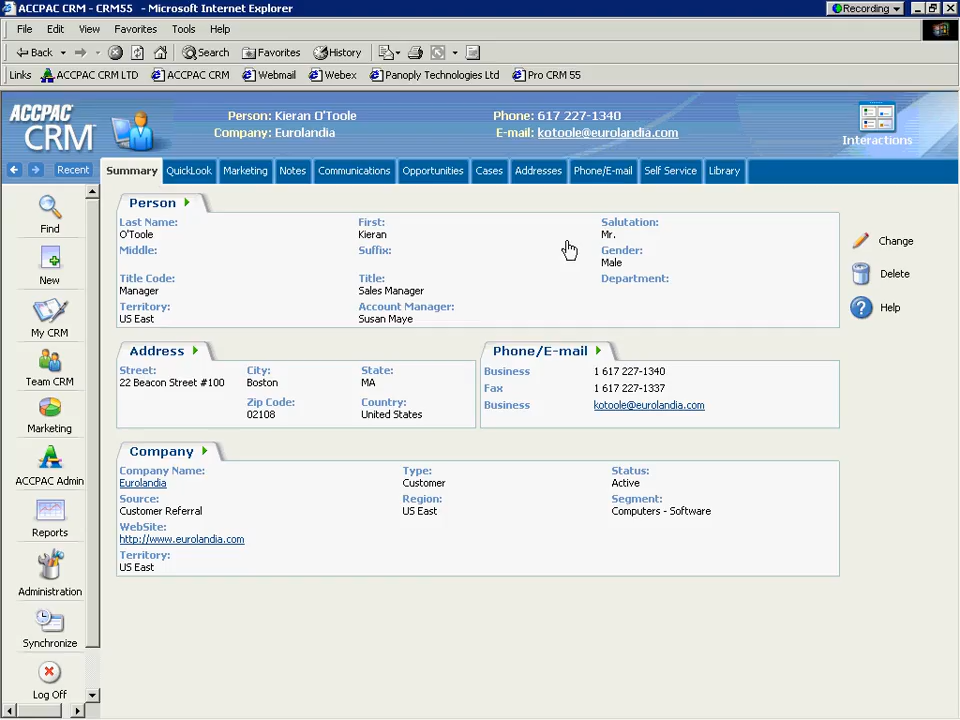 ACCPAC CRM - CRM55 - Microsoft Internet Explorer
Recording
File Edit View Favorites Tools Help
Back Search Favorites History
Links ACCPAC CRM LTD ACCPAC CRM Webmail Webex Panoply Technologies Ltd Pro CRM 55
ACCPAC CRM
Person: Kieran O'Toole
Company: Eurolandia
Phone: 617 227-1340
E-mail: kotoole@eurolandia.com
Interactions
Recent Summary QuickLook Marketing Notes Communications Opportunities Cases Addresses Phone/E-mail Self Service Library
Find
New
My CRM
Team CRM
Marketing
ACCPAC Admin
Reports
Administration
Synchronize
Log Off
Person
Last Name: First: Salutation:
O'Toole Kieran Mr.
Middle: Suffix: Gender:
Male
Title Code: Title: Department:
Manager Sales Manager
Territory: Account Manager:
US East Susan Maye
Change
Delete
Help
Address
Street: City: State:
22 Beacon Street #100 Boston MA
Zip Code: Country:
02108 United States
Phone/E-mail
Business 1 617 227-1340
Fax 1 617 227-1337
Business kotoole@eurolandia.com
Company
Company Name: Type: Status:
Eurolandia Customer Active
Source: Region: Segment:
Customer Referral US East Computers - Software
WebSite:
http://www.eurolandia.com
Territory:
US East